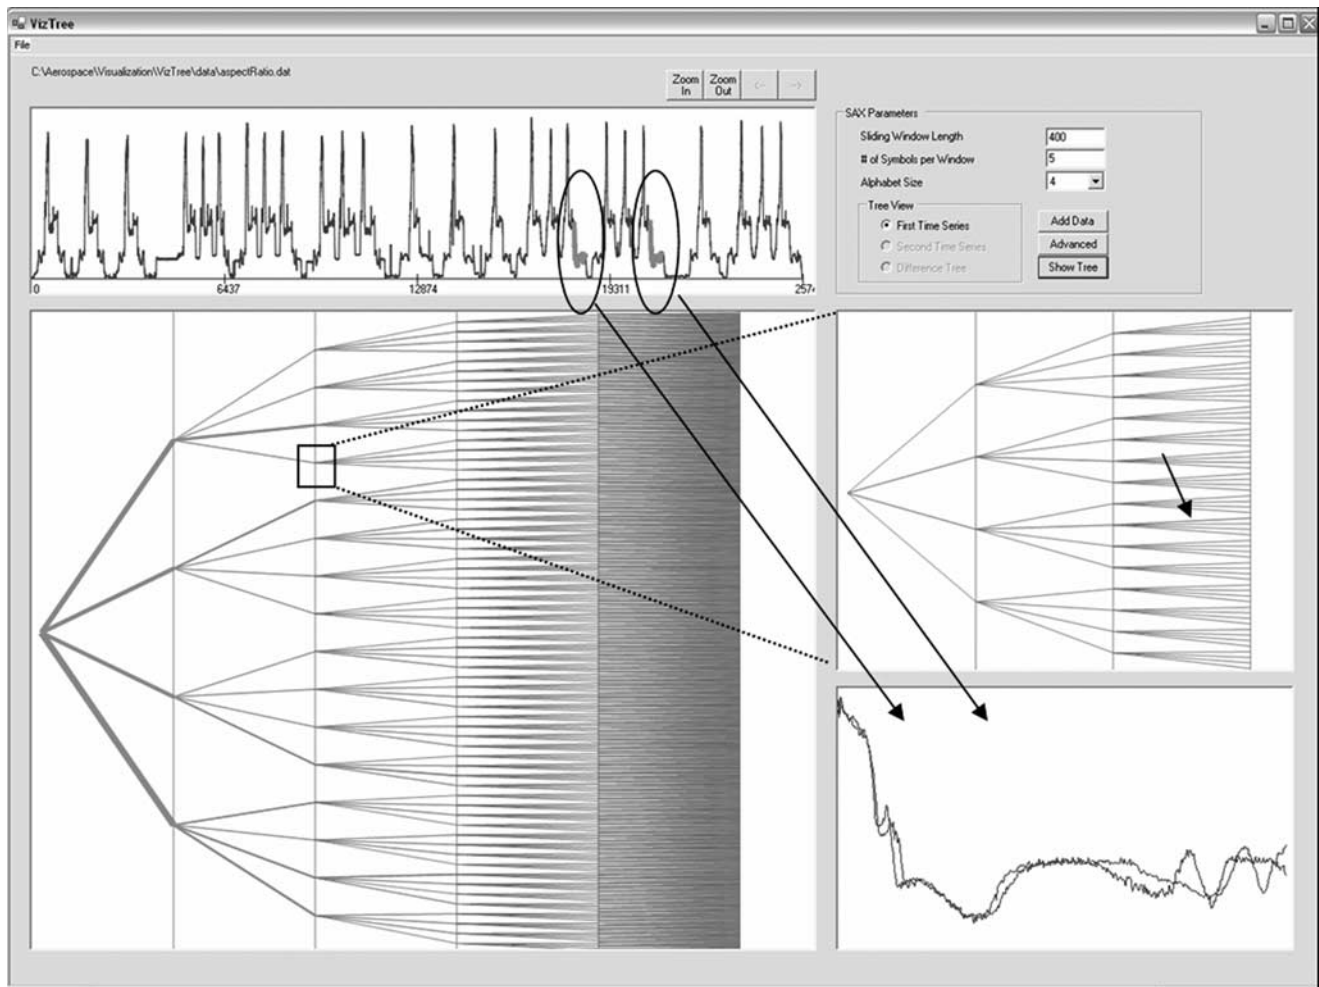 VizTree
File
C:\Aerospace\Visualization\VizTree\data\aspectRatio.dat
Zoom In
Zoom Out
<-
->
0
6437
12874
19311
2574
SAX Parameters
Sliding Window Length
400
# of Symbols per Window
5
Alphabet Size
4
Tree View
First Time Series
Second Time Series
Difference Tree
Add Data
Advanced
Show Tree